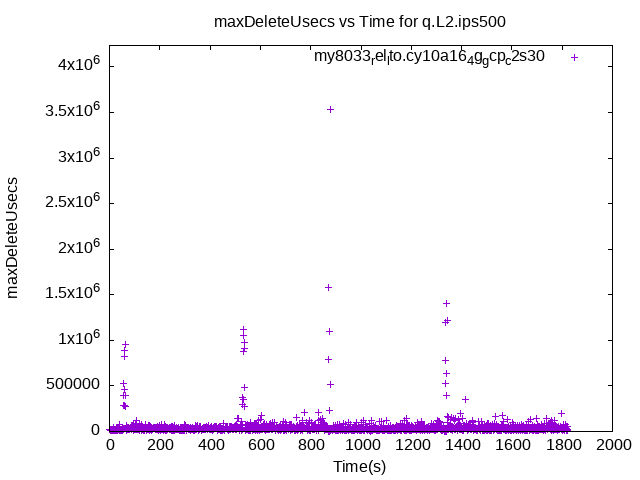 maxDeleteUsecs vs Time for q.L2.ips500
my8033relto.cy10a164ggcpc2s30
maxDeleteUsecs
4x10^6
3.5x10^6
3x10^6
2.5x10^6
2x10^6
1.5x10^6
1x10^6
500000
0
0 200 400 600 800 1000 1200 1400 1600 1800 2000
Time(s)